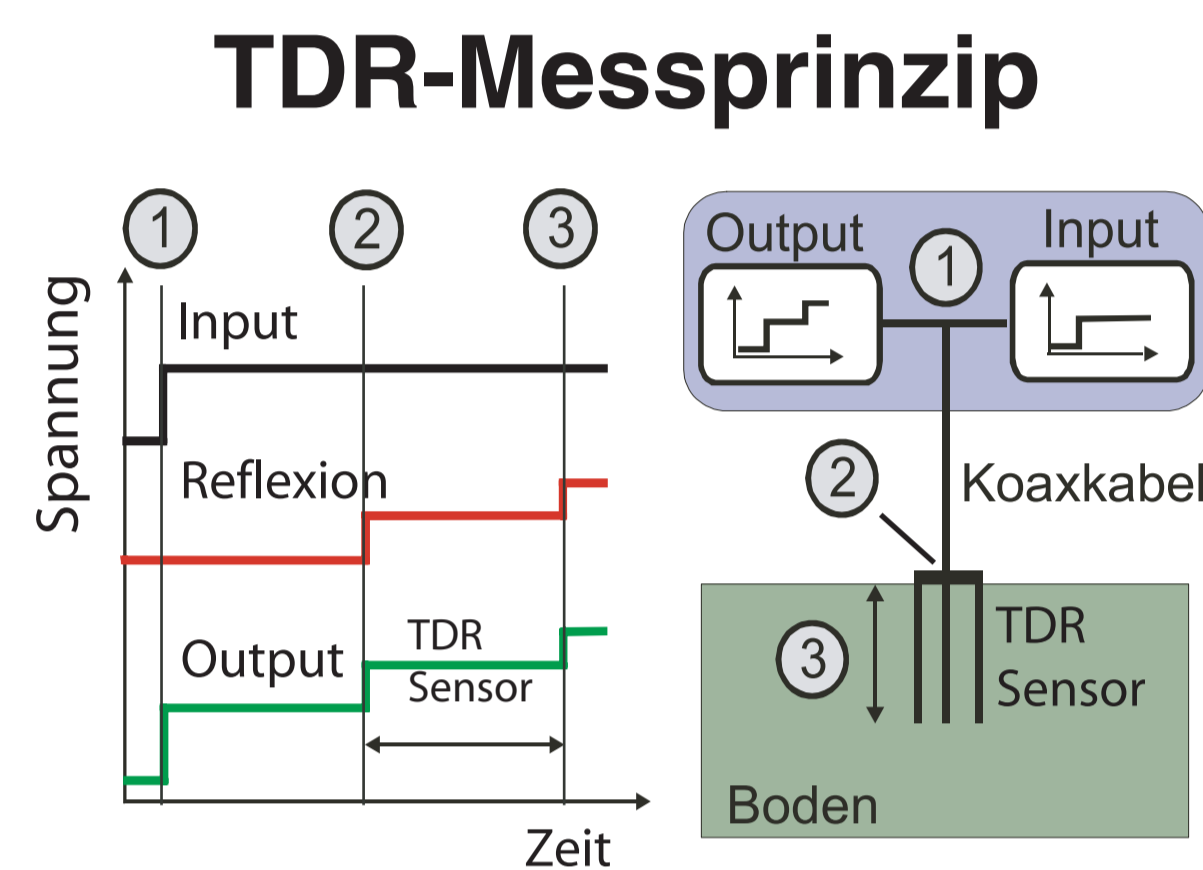 TDR-Messprinzip
1 2 3
Spannung
Input
Reflexion
Output
TDR
Sensor
Zeit
Output
1
Input
2
Koaxkabel
3
TDR
Sensor
Boden